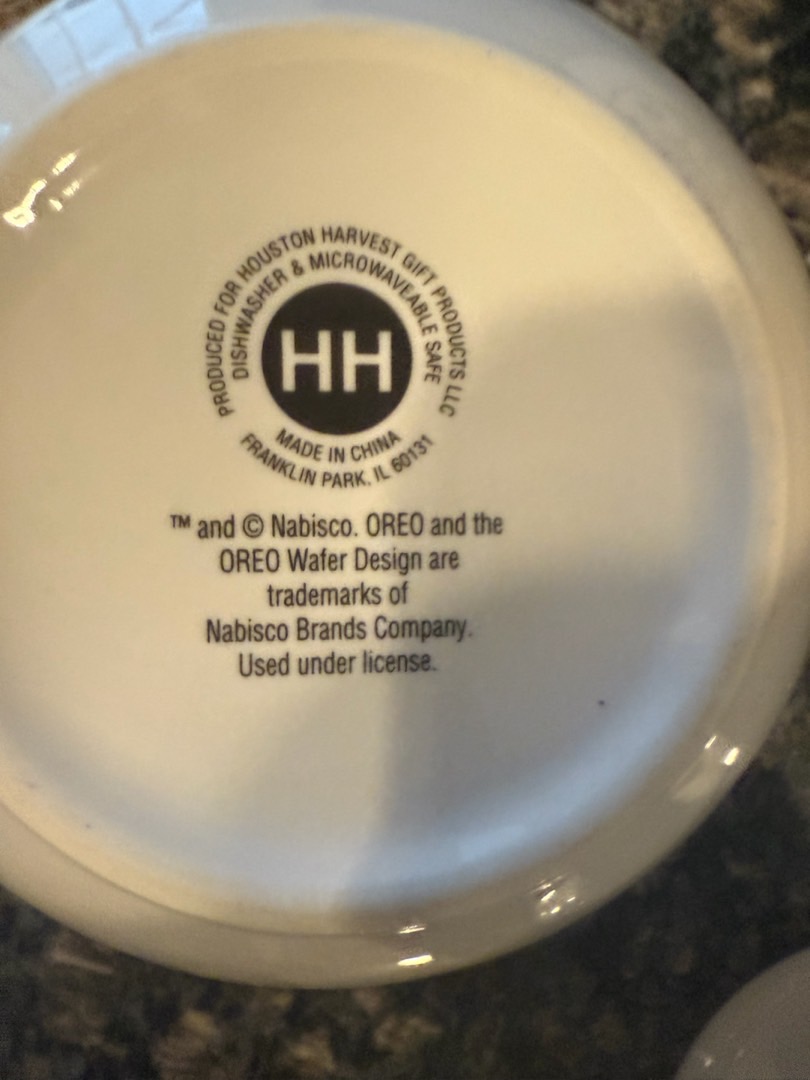 PRODUCED FOR HOUSTON HARVEST GIFT PRODUCTS LLC
DISHWASHER & MICROWAVEABLE SAFE
HH
MADE IN CHINA
FRANKLIN PARK, IL 60131
™ and © Nabisco. OREO and the
OREO Wafer Design are
trademarks of
Nabisco Brands Company.
Used under license.